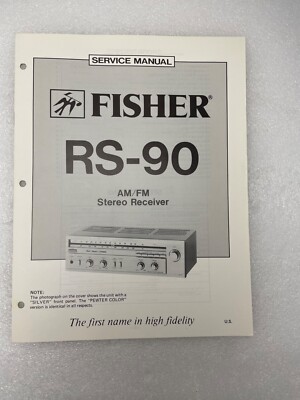 SERVICE MANUAL
FISHER®
RS-90
AM/FM
Stereo Receiver
NOTE:
The photograph on the cover shows the unit with a
"SILVER" front panel. The "PEWTER COLOR"
version is identical in all respects.
The first name in high fidelity
U.S.